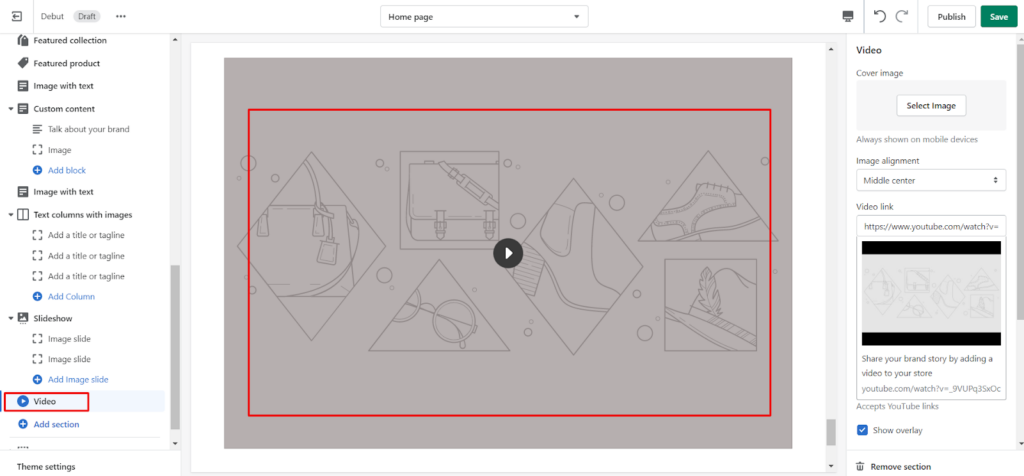 Debut
Draft
Home page
Publish
Save
Featured collection
Featured product
Image with text
Custom content
Talk about your brand
Image
Add block
Image with text
Text columns with images
Add a title or tagline
Add a title or tagline
Add a title or tagline
Add Column
Slideshow
Image slide
Image slide
Add Image slide
Video
Add section
Theme settings
Video
Cover image
Select Image
Always shown on mobile devices
Image alignment
Middle center
Video link
https://www.youtube.com/watch?v=
Share your brand story by adding a
video to your store
youtube.com/watch?v=_9VUPq3SxOc
Accepts YouTube links
Show overlay
Remove section